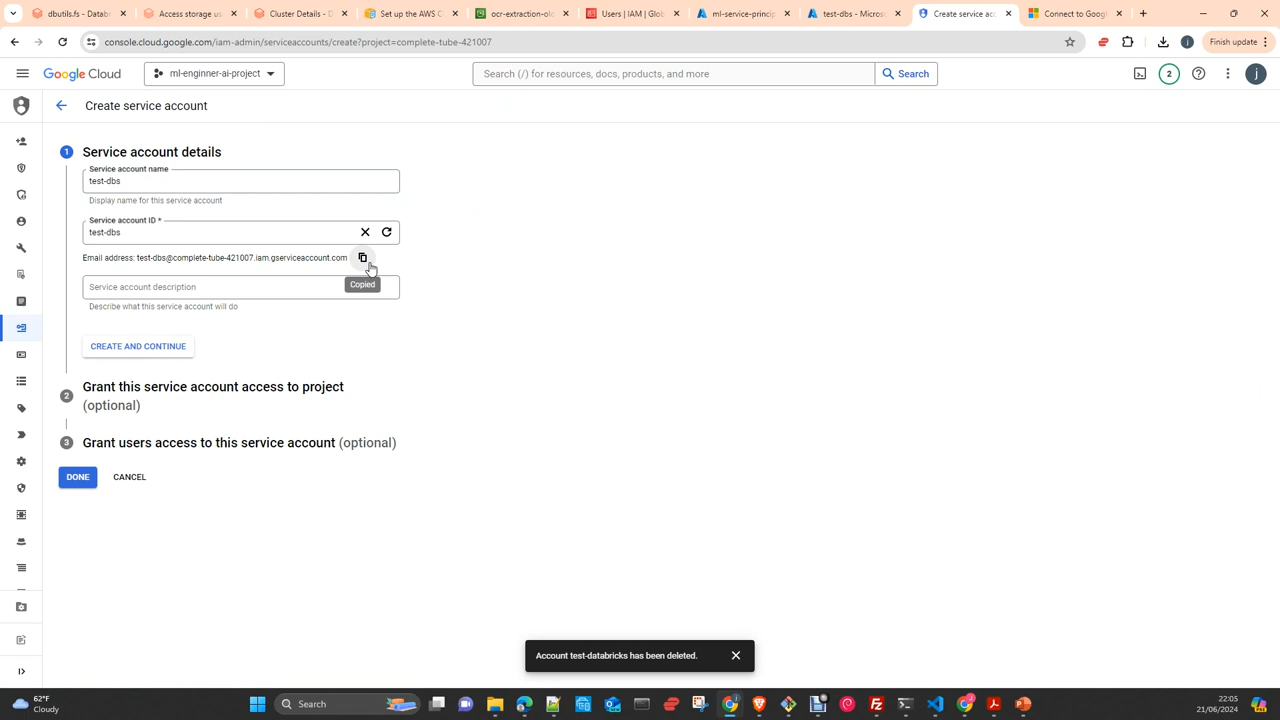 dbutils.fs - Datab
Access storage us
Cluster Details - D
Set up the AWS C
ocr-extraction-olc
Users | IAM | Glob
ml-service-princip
test-dbs - Micros
Create service acc
Connect to Googl
console.cloud.google.com/iam-admin/serviceaccounts/create?project=complete-tube-421007
j
Finish update
Google Cloud
ml-enginner-ai-project
Search (/) for resources, docs, products, and more
Search
2
j
Create service account
1
Service account details
Service account name
test-dbs
Display name for this service account
Service account ID *
test-dbs
Email address: test-dbs@complete-tube-421007.iam.gserviceaccount.com
Copied
Service account description
Describe what this service account will do
CREATE AND CONTINUE
2
Grant this service account access to project
(optional)
3
Grant users access to this service account (optional)
DONE
CANCEL
Account test-databricks has been deleted.
62°F
Cloudy
Search
22:05
21/06/2024